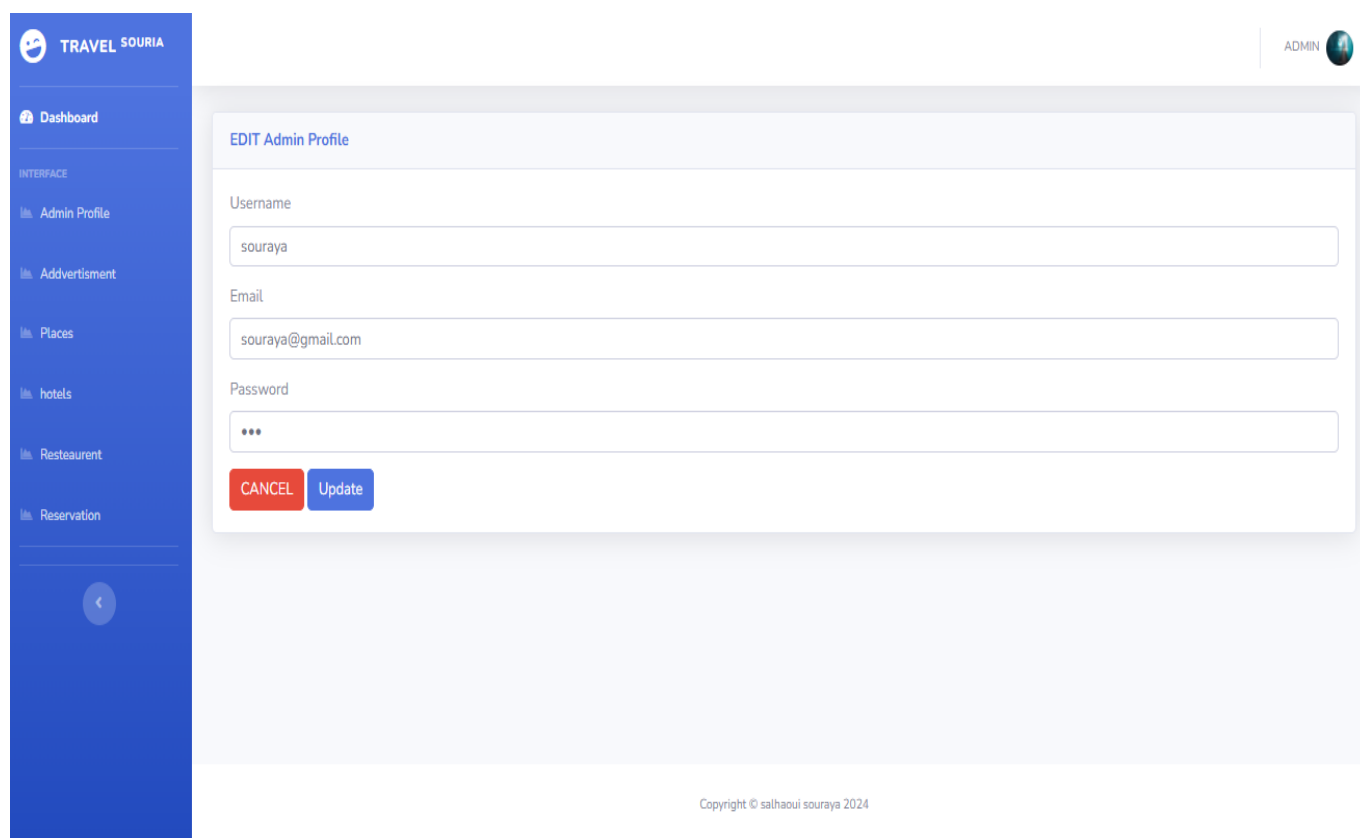 TRAVEL SOURIA
ADMIN
Dashboard
INTERFACE
Admin Profile
Addvertisment
Places
hotels
Resteaurent
Reservation
EDIT Admin Profile
Username
souraya
Email
souraya@gmail.com
Password
•••
CANCEL Update
Copyright © salhaoui souraya 2024